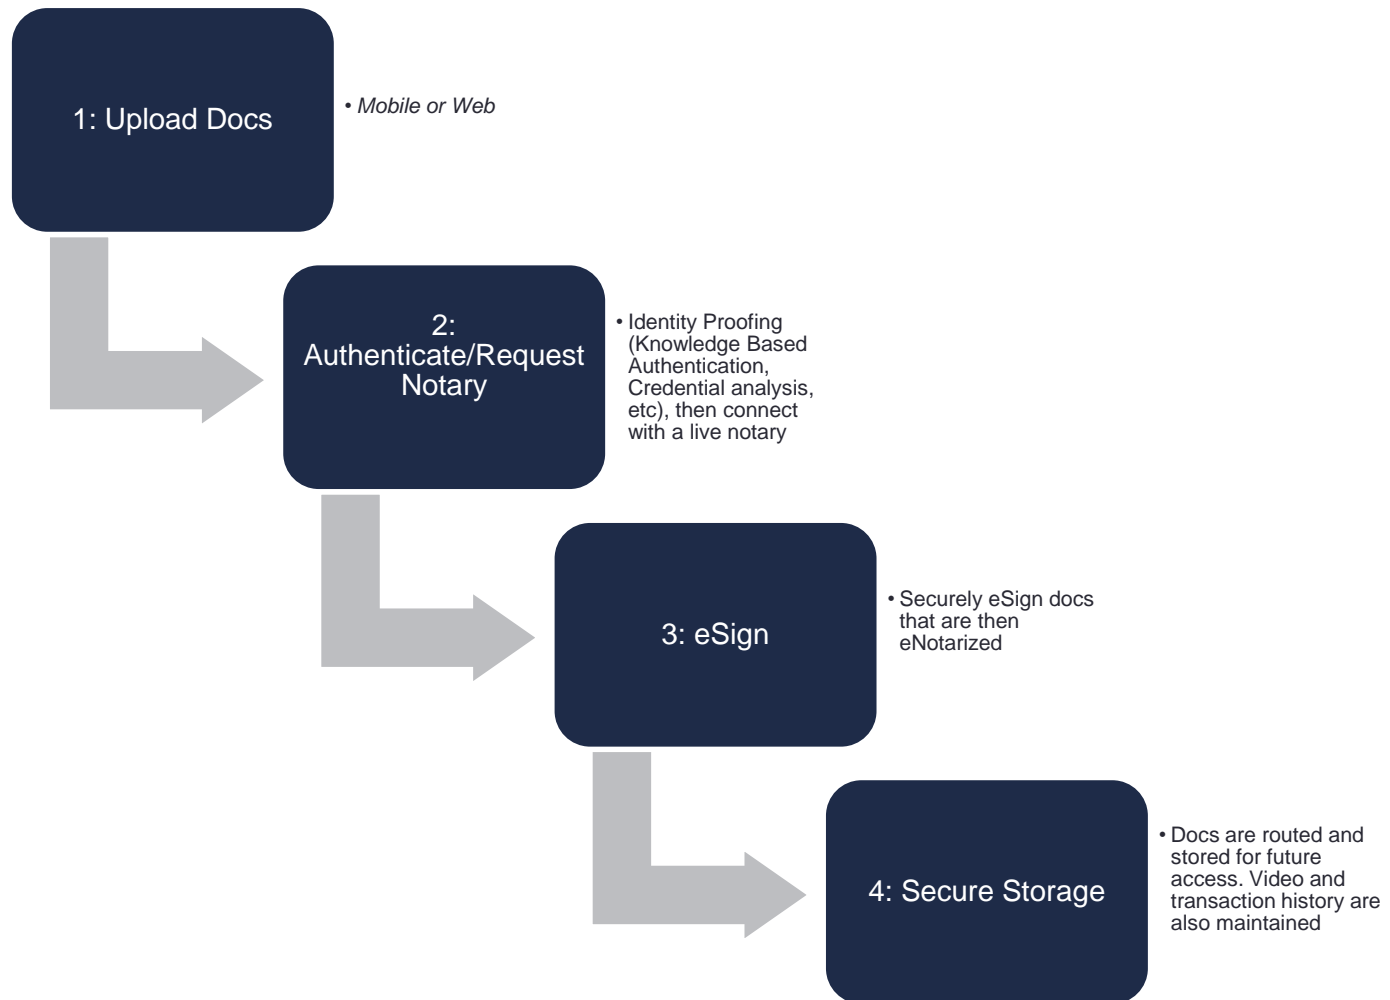 1: Upload Docs
• Mobile or Web
2:
Authenticate/Request
Notary
• Identity Proofing
(Knowledge Based
Authentication,
Credential analysis,
etc), then connect
with a live notary
3: eSign
• Securely eSign docs
that are then
eNotarized
4: Secure Storage
• Docs are routed and
stored for future
access. Video and
transaction history are
also maintained